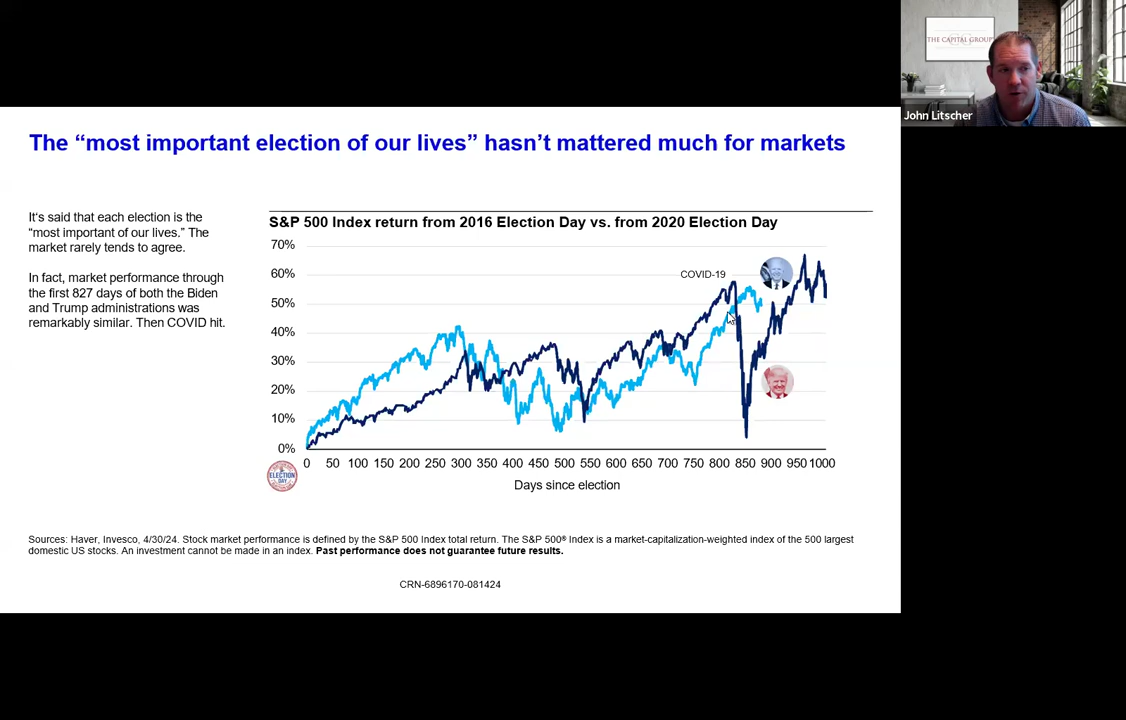 THE CAPITAL GROUP
John Litscher
The “most important election of our lives” hasn’t mattered much for markets
It‘s said that each election is the
“most important of our lives.” The
market rarely tends to agree.
In fact, market performance through
the first 827 days of both the Biden
and Trump administrations was
remarkably similar. Then COVID hit.
S&P 500 Index return from 2016 Election Day vs. from 2020 Election Day
70%
60%
50%
40%
30%
20%
10%
0%
COVID-19
ELECTION
DAY
0 50 100 150 200 250 300 350 400 450 500 550 600 650 700 750 800 850 900 950 1000
Days since election
Sources: Haver, Invesco, 4/30/24. Stock market performance is defined by the S&P 500 Index total return. The S&P 500® Index is a market-capitalization-weighted index of the 500 largest
domestic US stocks. An investment cannot be made in an index. Past performance does not guarantee future results.
CRN-6896170-081424